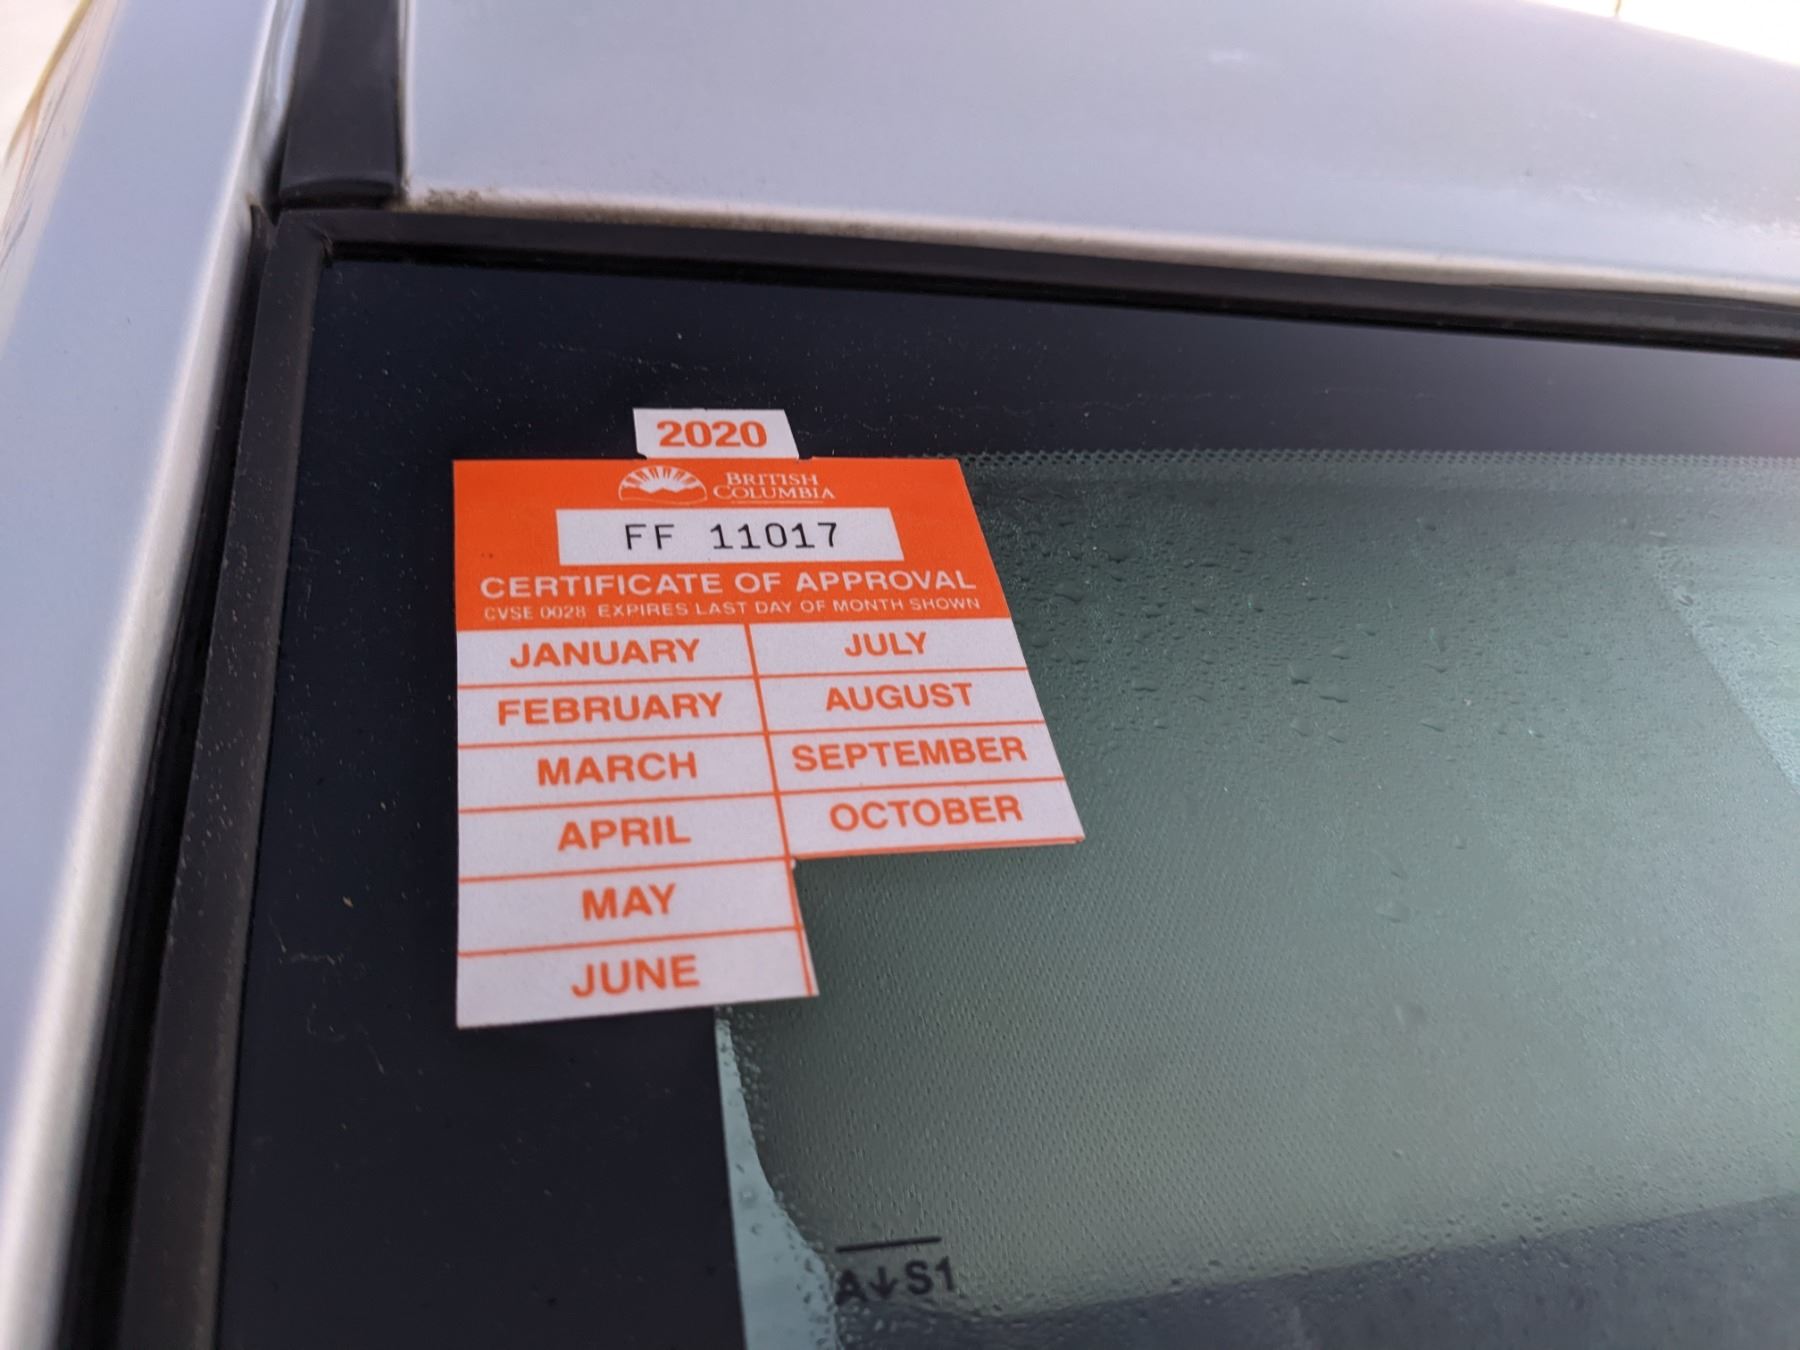 2020
BRITISH
COLUMBIA
FF 11017
CERTIFICATE OF APPROVAL
CVSE 0028 EXPIRES LAST DAY OF MONTH SHOWN
JANUARY JULY
FEBRUARY AUGUST
MARCH SEPTEMBER
APRIL OCTOBER
MAY
JUNE
A↓S1